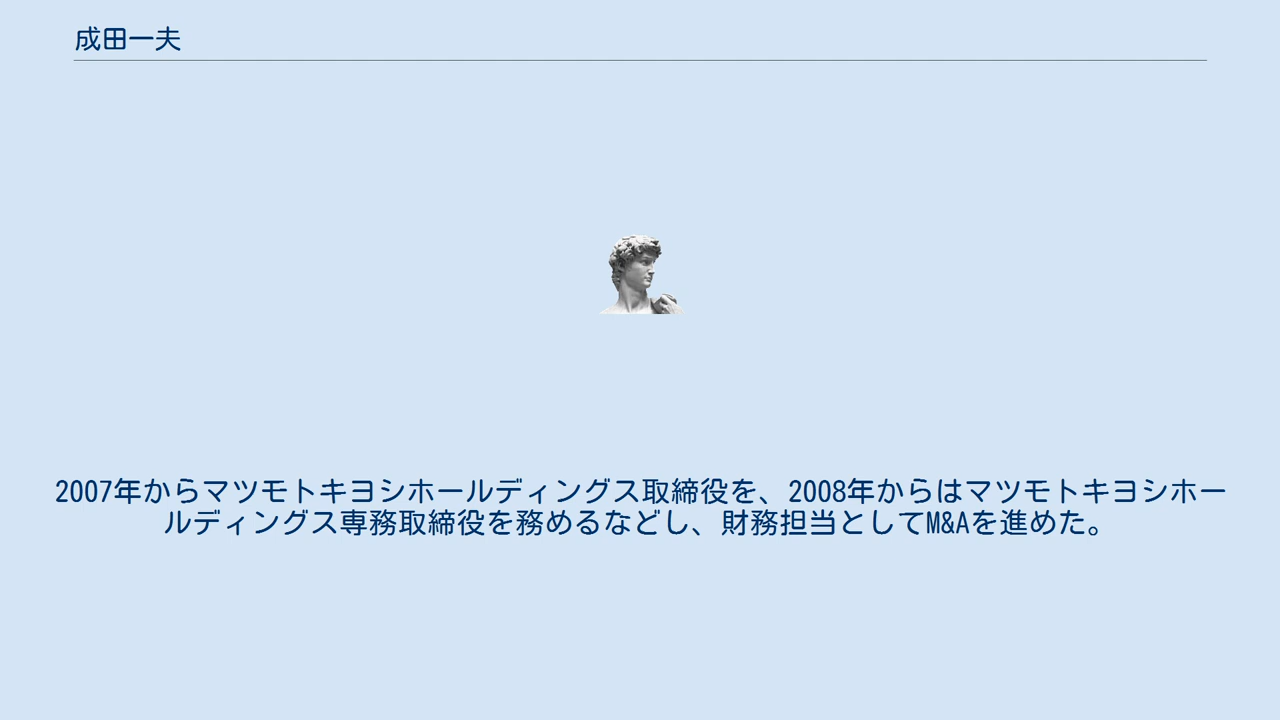 成田一夫
2007年からマツモトキヨシホールディングス取締役を、2008年からはマツモトキヨシホー
ルディングス専務取締役を務めるなどし、財務担当としてM&Aを進めた。